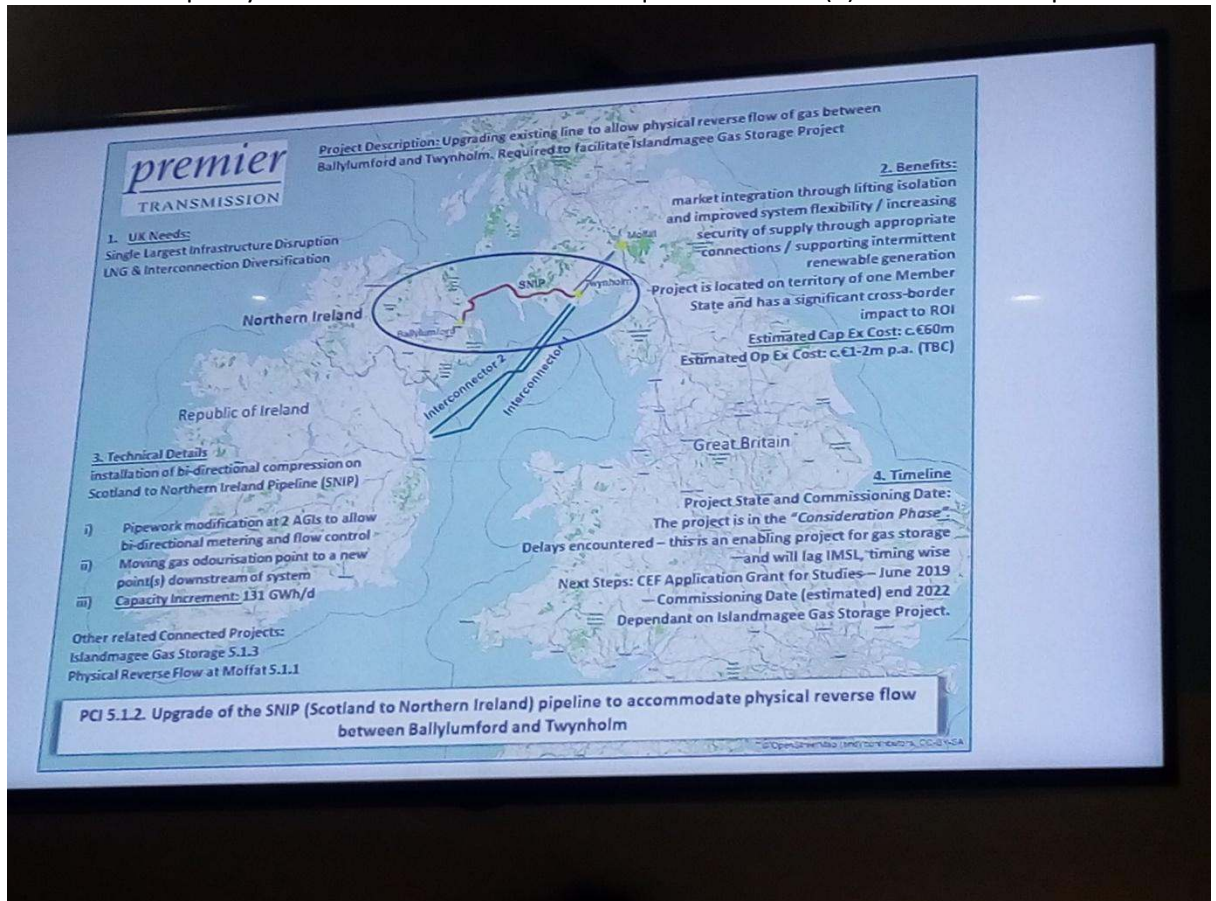 premier
TRANSMISSION
Project Description: Upgrading existing line to allow physical reverse flow of gas between
Ballylumford and Twynholm. Required to facilitate Islandmagee Gas Storage Project
1. UK Needs:
Single Largest Infrastructure Disruption
LNG & Interconnection Diversification
2. Benefits:
market integration through lifting isolation
and improved system flexibility / increasing
security of supply through appropriate
connections / supporting intermittent
renewable generation
-Project is located on territory of one Member
State and has a significant cross-border
impact to ROI
Estimated Cap Ex Cost: c.€60m
Estimated Op Ex Cost: c.€1-2m p.a. (TBC)
Moffat
SNIP
Twynholm
Northern Ireland
Ballylumford
Interconnector 2
Interconnector 1
Republic of Ireland
Great Britain
3. Technical Details
installation of bi-directional compression on
Scotland to Northern Ireland Pipeline (SNIP)
i) Pipework modification at 2 AGIs to allow
bi-directional metering and flow control
ii) Moving gas odourisation point to a new
point(s) downstream of system
iii) Capacity Increment: 131 GWh/d
Other related Connected Projects:
Islandmagee Gas Storage 5.1.3
Physical Reverse Flow at Moffat 5.1.1
4. Timeline
Project State and Commissioning Date:
The project is in the "Consideration Phase".
Delays encountered – this is an enabling project for gas storage
and will lag IMSL, timing wise
Next Steps: CEF Application Grant for Studies – June 2019
Commissioning Date (estimated) end 2022
Dependant on Islandmagee Gas Storage Project.
PCI 5.1.2. Upgrade of the SNIP (Scotland to Northern Ireland) pipeline to accommodate physical reverse flow
between Ballylumford and Twynholm
© OpenStreetMap (and) contributors, CC-BY-SA